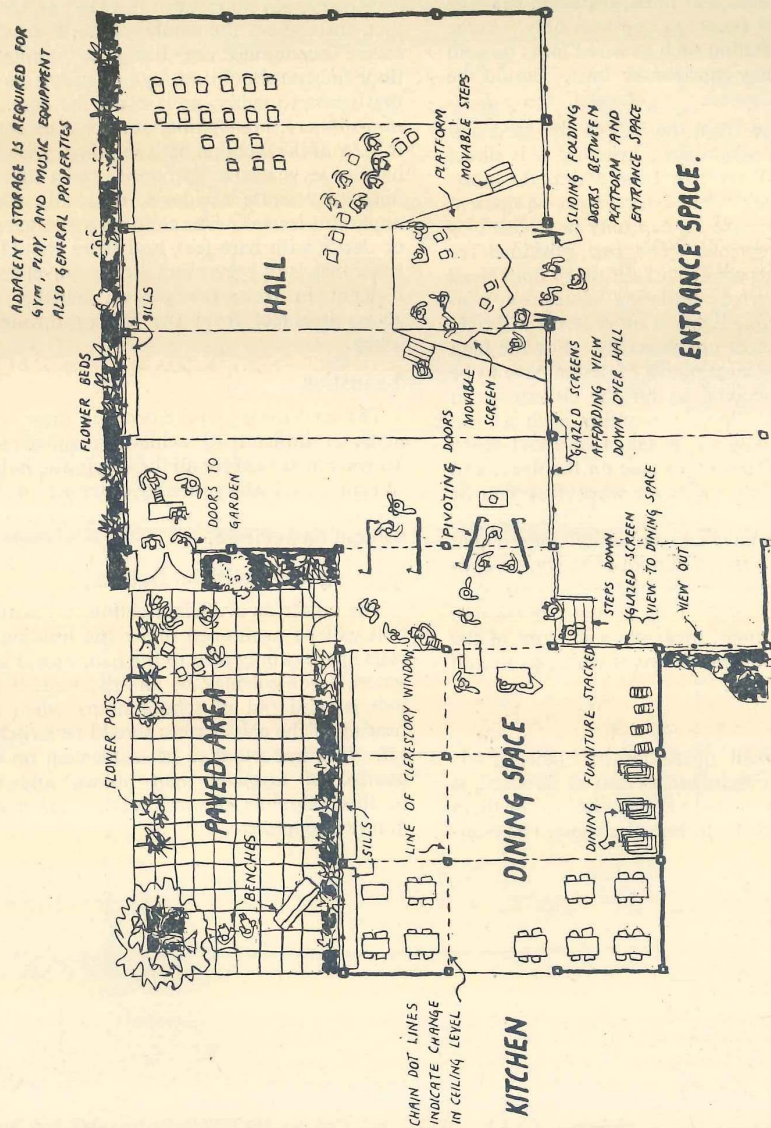 ADJACENT STORAGE IS REQUIRED FOR
GYM, PLAY, AND MUSIC EQUIPMENT
ALSO GENERAL PROPERTIES
FLOWER BEDS
SILLS
HALL
PLATFORM
MOVABLE STEPS
SLIDING FOLDING
DOORS BETWEEN
PLATFORM AND
ENTRANCE SPACE
ENTRANCE SPACE.
MOVABLE
SCREEN
GLAZED SCREENS
AFFORDING VIEW
DOWN OVER HALL
DOORS TO
GARDEN
PIVOTING DOORS
STEPS DOWN
GLAZED SCREEN
VIEW TO DINING SPACE
VIEW OUT
FLOWER POTS
PAVED AREA
BENCHES
SILLS
LINE OF CLERESTORY WINDOW
DINING SPACE
DINING FURNITURE STACKED
CHAIN DOT LINES
INDICATE CHANGE
IN CEILING LEVEL
KITCHEN